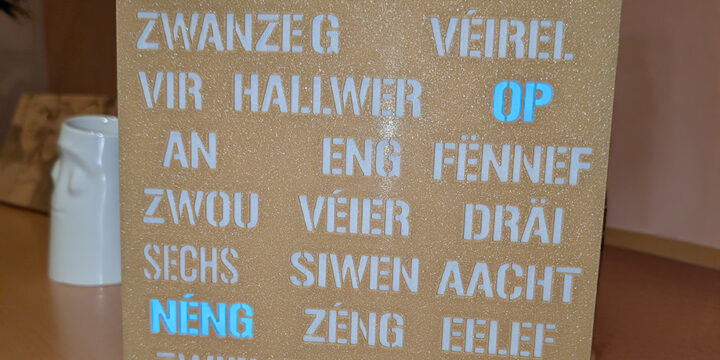 ZWANZEG VÉIREL
VIR HALLWER OP
AN ENG FËNNEF
ZWOU VÉIER DRÄI
SECHS SIWEN AACHT
NÉNG ZÉNG EELEF